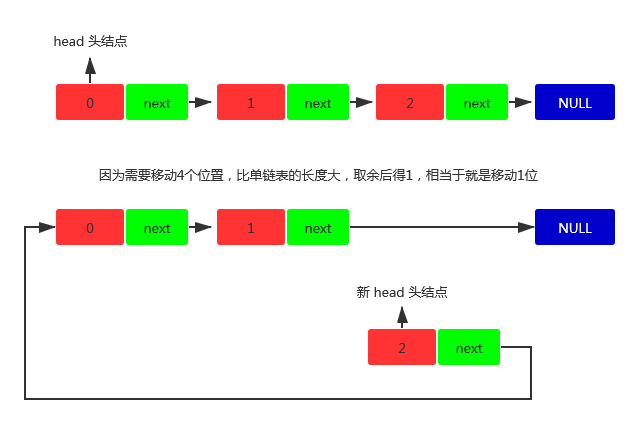 head 头结点
0 next 1 next 2 next NULL
因为需要移动4个位置，比单链表的长度大，取余后得1，相当于就是移动1位
0 next 1 next NULL
新 head 头结点
2 next